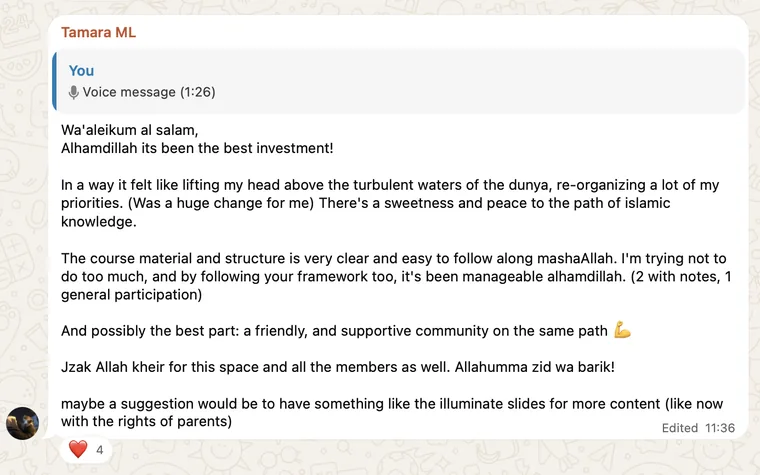 Tamara ML
You
Voice message (1:26)
Wa'aleikum al salam,
Alhamdillah its been the best investment!
In a way it felt like lifting my head above the turbulent waters of the dunya, re-organizing a lot of my
priorities. (Was a huge change for me) There's a sweetness and peace to the path of islamic
knowledge.
The course material and structure is very clear and easy to follow along mashaAllah. I'm trying not to
do too much, and by following your framework too, it's been manageable alhamdillah. (2 with notes, 1
general participation)
And possibly the best part: a friendly, and supportive community on the same path 💪
Jzak Allah kheir for this space and all the members as well. Allahumma zid wa barik!
maybe a suggestion would be to have something like the illuminate slides for more content (like now
with the rights of parents)
Edited 11:36
❤️ 4